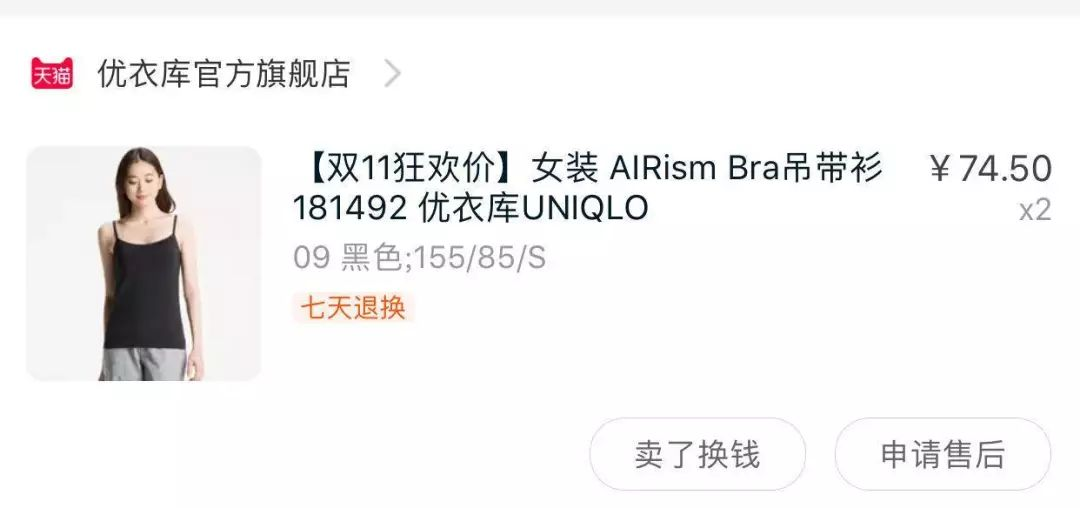 天猫 优衣库官方旗舰店
【双11狂欢价】女装 AIRism Bra吊带衫 ¥74.50
181492 优衣库UNIQLO x2
09 黑色;155/85/S
七天退换
卖了换钱 申请售后